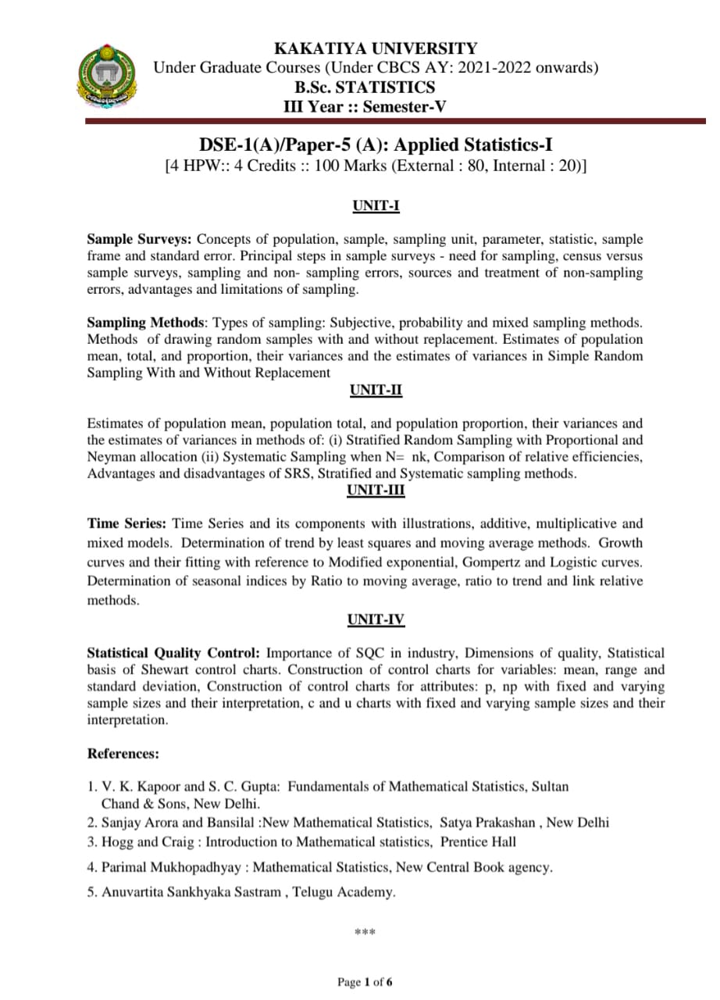 KAKATIYA UNIVERSITY
Under Graduate Courses (Under CBCS AY: 2021-2022 onwards)
B.Sc. STATISTICS
III Year :: Semester-V
DSE-1(A)/Paper-5 (A): Applied Statistics-I
[4 HPW:: 4 Credits :: 100 Marks (External : 80, Internal : 20)]
UNIT-I
Sample Surveys: Concepts of population, sample, sampling unit, parameter, statistic, sample
frame and standard error. Principal steps in sample surveys - need for sampling, census versus
sample surveys, sampling and non- sampling errors, sources and treatment of non-sampling
errors, advantages and limitations of sampling.
Sampling Methods: Types of sampling: Subjective, probability and mixed sampling methods.
Methods of drawing random samples with and without replacement. Estimates of population
mean, total, and proportion, their variances and the estimates of variances in Simple Random
Sampling With and Without Replacement
UNIT-II
Estimates of population mean, population total, and population proportion, their variances and
the estimates of variances in methods of: (i) Stratified Random Sampling with Proportional and
Neyman allocation (ii) Systematic Sampling when N= nk, Comparison of relative efficiencies,
Advantages and disadvantages of SRS, Stratified and Systematic sampling methods.
UNIT-III
Time Series: Time Series and its components with illustrations, additive, multiplicative and
mixed models. Determination of trend by least squares and moving average methods. Growth
curves and their fitting with reference to Modified exponential, Gompertz and Logistic curves.
Determination of seasonal indices by Ratio to moving average, ratio to trend and link relative
methods.
UNIT-IV
Statistical Quality Control: Importance of SQC in industry, Dimensions of quality, Statistical
basis of Shewart control charts. Construction of control charts for variables: mean, range and
standard deviation, Construction of control charts for attributes: p, np with fixed and varying
sample sizes and their interpretation, c and u charts with fixed and varying sample sizes and their
interpretation.
References:
1. V. K. Kapoor and S. C. Gupta: Fundamentals of Mathematical Statistics, Sultan
Chand & Sons, New Delhi.
2. Sanjay Arora and Bansilal :New Mathematical Statistics, Satya Prakashan , New Delhi
3. Hogg and Craig : Introduction to Mathematical statistics, Prentice Hall
4. Parimal Mukhopadhyay : Mathematical Statistics, New Central Book agency.
5. Anuvartita Sankhyaka Sastram , Telugu Academy.
***
Page 1 of 6